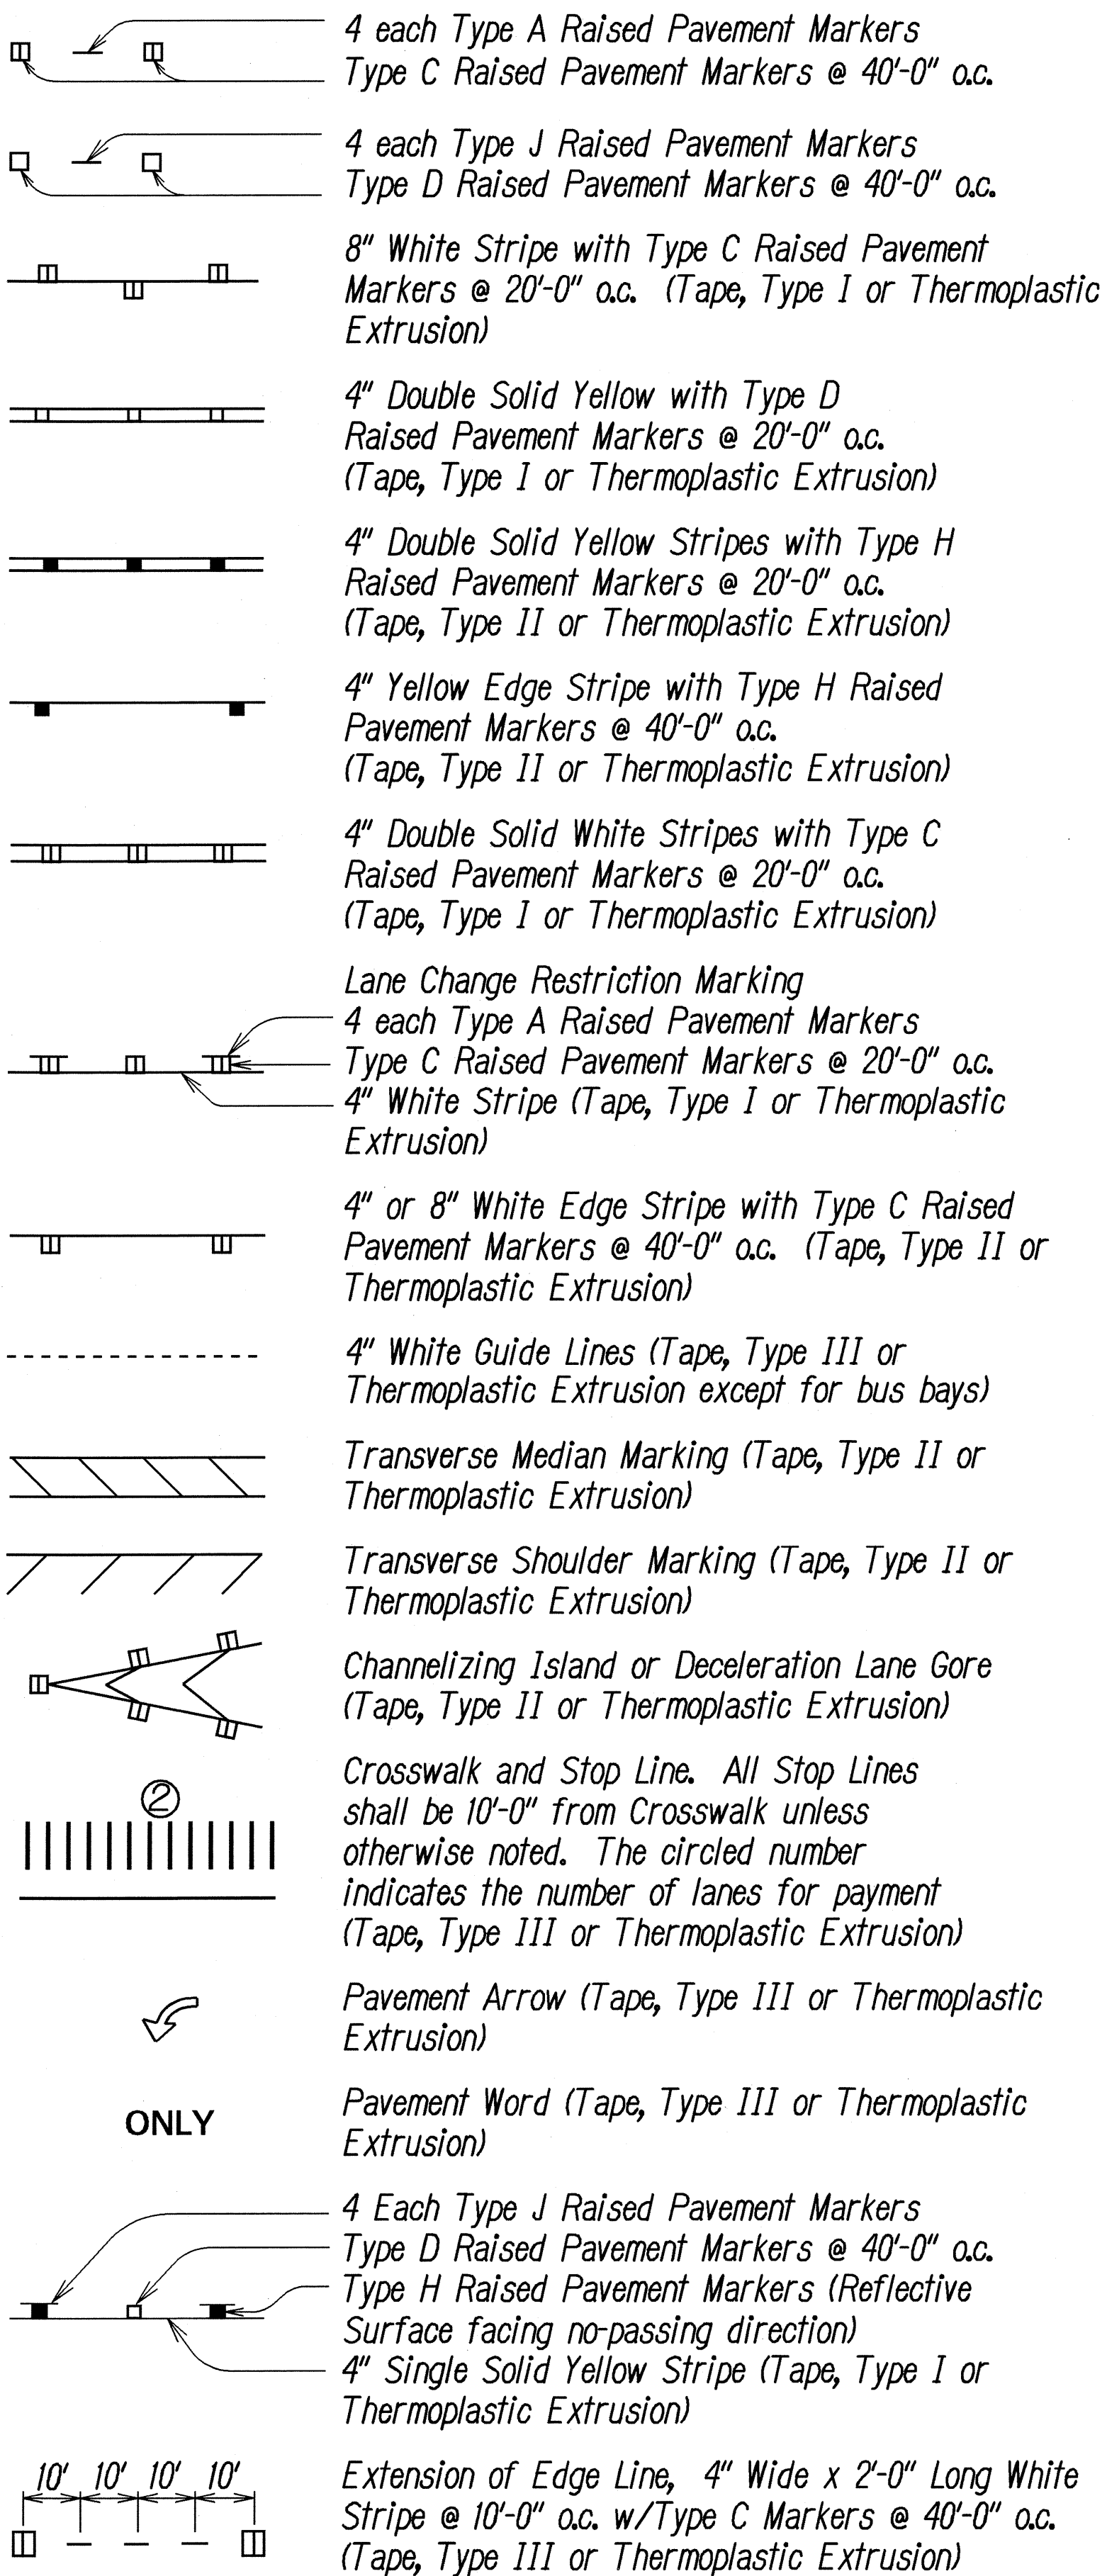 4 each Type A Raised Pavement Markers
Type C Raised Pavement Markers @ 40'-0" o.c.
4 each Type J Raised Pavement Markers
Type D Raised Pavement Markers @ 40'-0" o.c.
8" White Stripe with Type C Raised Pavement
Markers @ 20'-0" o.c. (Tape, Type I or Thermoplastic
Extrusion)
4" Double Solid Yellow with Type D
Raised Pavement Markers @ 20'-0" o.c.
(Tape, Type I or Thermoplastic Extrusion)
4" Double Solid Yellow Stripes with Type H
Raised Pavement Markers @ 20'-0" o.c.
(Tape, Type II or Thermoplastic Extrusion)
4" Yellow Edge Stripe with Type H Raised
Pavement Markers @ 40'-0" o.c.
(Tape, Type II or Thermoplastic Extrusion)
4" Double Solid White Stripes with Type C
Raised Pavement Markers @ 20'-0" o.c.
(Tape, Type I or Thermoplastic Extrusion)
Lane Change Restriction Marking
4 each Type A Raised Pavement Markers
Type C Raised Pavement Markers @ 20'-0" o.c.
4" White Stripe (Tape, Type I or Thermoplastic
Extrusion)
4" or 8" White Edge Stripe with Type C Raised
Pavement Markers @ 40'-0" o.c. (Tape, Type II or
Thermoplastic Extrusion)
4" White Guide Lines (Tape, Type III or
Thermoplastic Extrusion except for bus bays)
Transverse Median Marking (Tape, Type II or
Thermoplastic Extrusion)
Transverse Shoulder Marking (Tape, Type II or
Thermoplastic Extrusion)
Channelizing Island or Deceleration Lane Gore
(Tape, Type II or Thermoplastic Extrusion)
2
Crosswalk and Stop Line. All Stop Lines
shall be 10'-0" from Crosswalk unless
otherwise noted. The circled number
indicates the number of lanes for payment
(Tape, Type III or Thermoplastic Extrusion)
Pavement Arrow (Tape, Type III or Thermoplastic
Extrusion)
ONLY
Pavement Word (Tape, Type III or Thermoplastic
Extrusion)
4 Each Type J Raised Pavement Markers
Type D Raised Pavement Markers @ 40'-0" o.c.
Type H Raised Pavement Markers (Reflective
Surface facing no-passing direction)
4" Single Solid Yellow Stripe (Tape, Type I or
Thermoplastic Extrusion)
10' 10' 10' 10'
Extension of Edge Line, 4" Wide x 2'-0" Long White
Stripe @ 10'-0" o.c. w/Type C Markers @ 40'-0" o.c.
(Tape, Type III or Thermoplastic Extrusion)